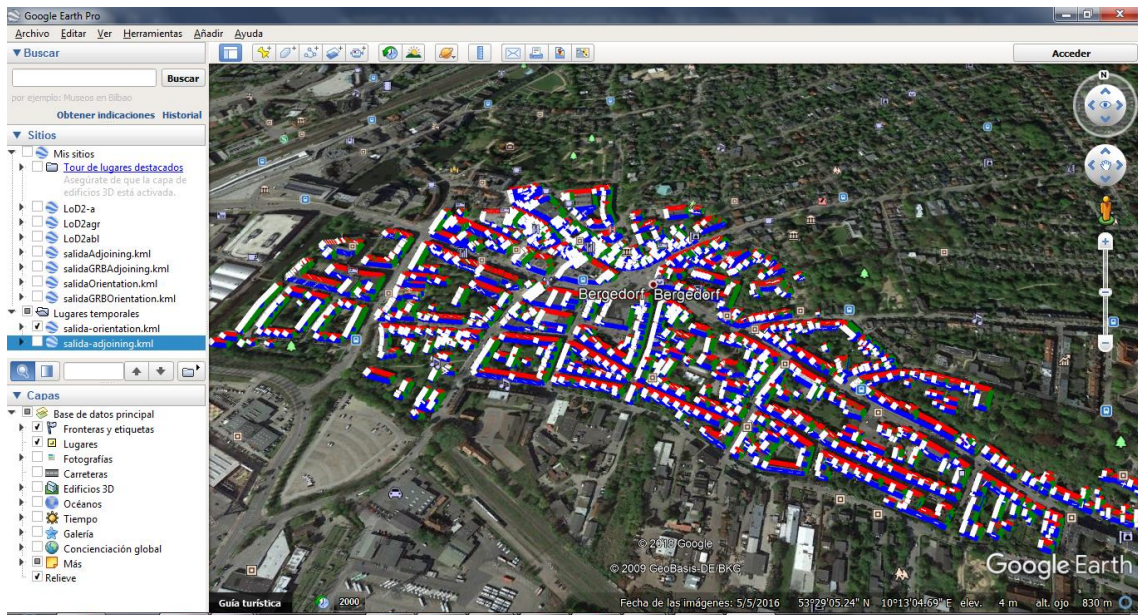 Google Earth Pro
Archivo Editar Ver Herramientas Añadir Ayuda
Buscar
Acceder
Buscar
por ejemplo: Museos en Bilbao
Obtener indicaciones Historial
Sitios
Mis sitios
Tour de lugares destacados
Asegúrate de que la capa de
edificios 3D está activada.
LoD2-a
LoD2agr
LoD2abl
salidaAdjoining.kml
salidaGRBAdjoining.kml
salidaOrientation.kml
salidaGRBOrientation.kml
Lugares temporales
salida-orientation.kml
salida-adjoining.kml
Capas
Base de datos principal
Fronteras y etiquetas
Lugares
Fotografías
Carreteras
Edificios 3D
Océanos
Tiempo
Galería
Concienciación global
Más
Relieve
N
Bergedorf Bergedorf
© 2018 Google
© 2009 GeoBasis-DE/BKG
Google Earth
Guía turística
2000
Fecha de las imágenes: 5/5/2016 53°29'05.24" N 10°13'04.69" E elev. 4 m alt. ojo 830 m